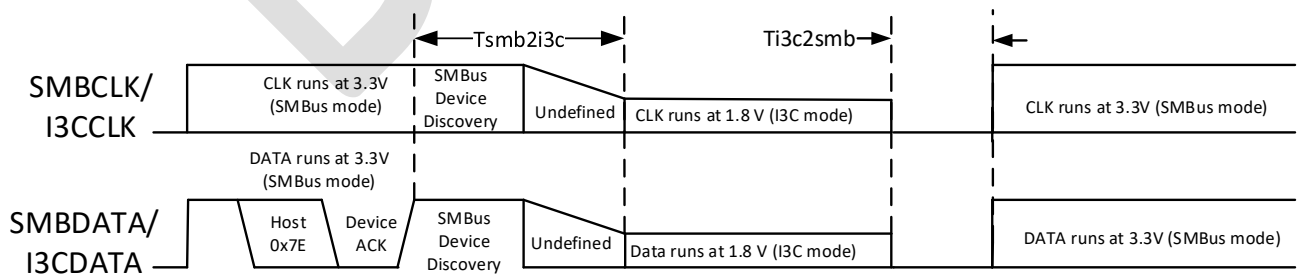 Tsmb2i3c
Ti3c2smb
SMBCLK/
I3CCLK
CLK runs at 3.3V
(SMBus mode)
SMBus
Device
Discovery
Undefined
CLK runs at 1.8 V (I3C mode)
CLK runs at 3.3V (SMBus mode)
DATA runs at 3.3V
(SMBus mode)
SMBDATA/
I3CDATA
Host
0x7E
Device
ACK
SMBus
Device
Discovery
Undefined
Data runs at 1.8 V (I3C mode)
DATA runs at 3.3V (SMBus mode)